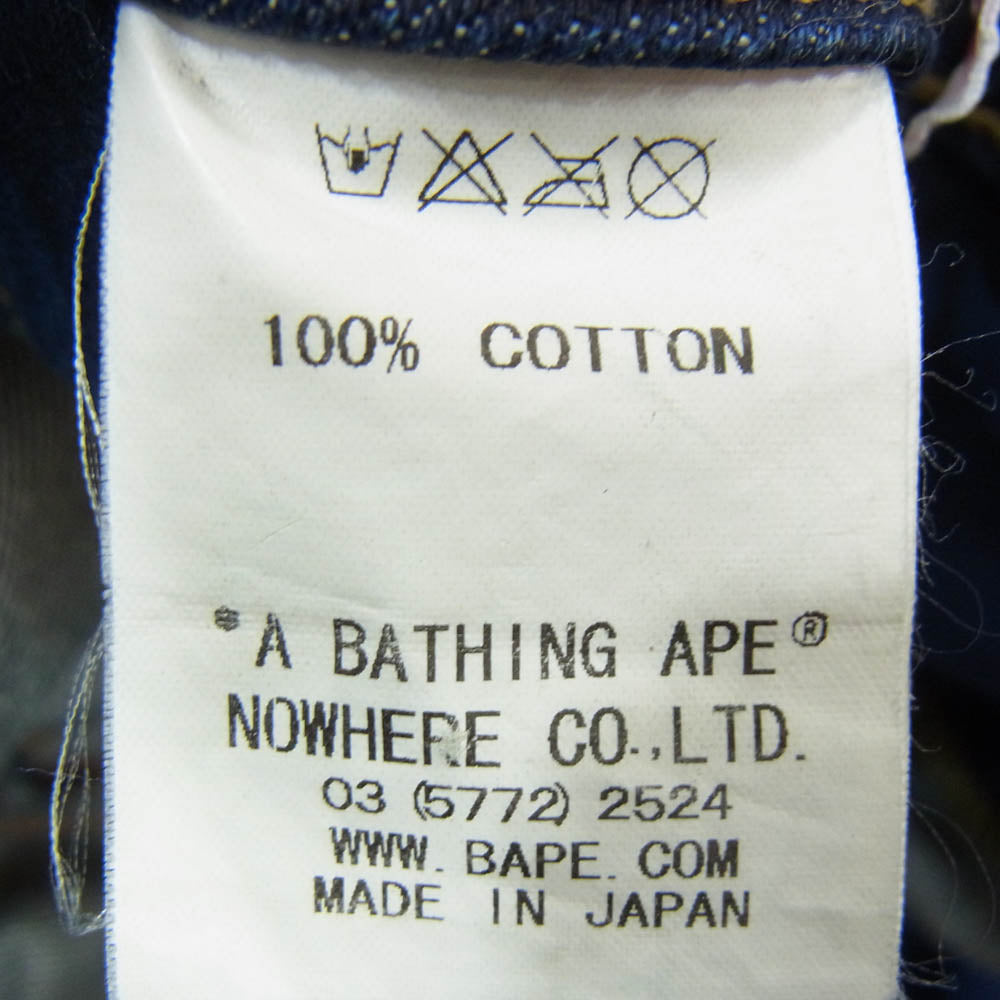 100% COTTON
*A BATHING APE®
NOWHERE CO.,LTD.
03 (5772) 2524
WWW. BAPE. COM
MADE IN JAPAN